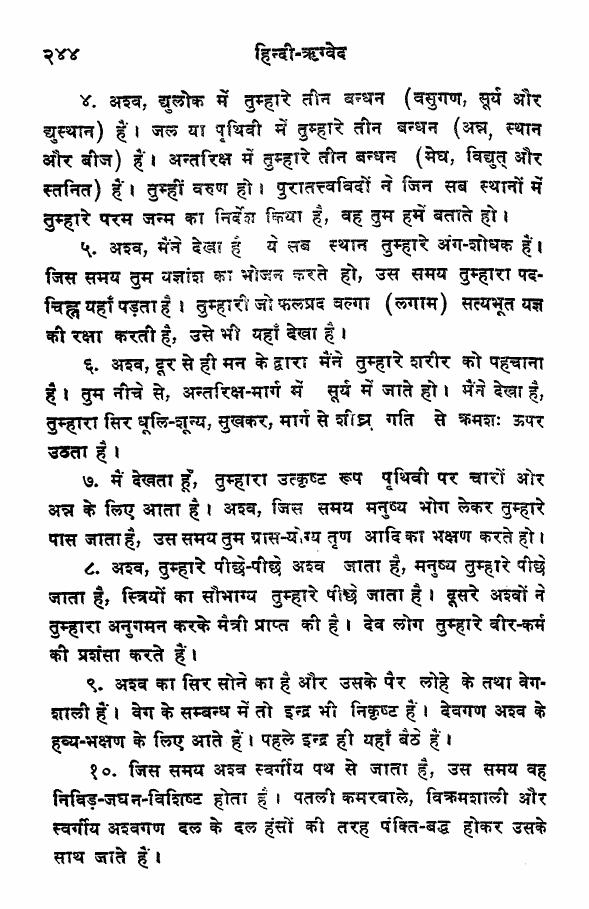 २४४ हिन्दी-ऋग्वेद
४. अश्व, द्युलोक में तुम्हारे तीन बन्धन (वसुगण, सूर्य और
द्युस्थान) हैं। जल या पृथिवी में तुम्हारे तीन बन्धन (अन्न, स्थान
और बीज) हैं। अन्तरिक्ष में तुम्हारे तीन बन्धन (मेघ, विद्युत् और
स्तनित) हैं। तुम्हीं वरुण हो। पुरातत्त्वविदों ने जिन सब स्थानों में
तुम्हारे परम जन्म का निर्देश किया है, वह तुम हमें बताते हो।
५. अश्व, मैंने देखा है ये सब स्थान तुम्हारे अंग-शोधक हैं।
जिस समय तुम यज्ञांश का भोजन करते हो, उस समय तुम्हारा पद-
चिह्न यहाँ पड़ता है। तुम्हारी जो फलप्रद वल्गा (लगाम) सत्यभूत यज्ञ
की रक्षा करती है, उसे भी यहाँ देखा है।
६. अश्व, दूर से ही मन के द्वारा मैंने तुम्हारे शरीर को पहचाना
है। तुम नीचे से, अन्तरिक्ष-मार्ग में सूर्य में जाते हो। मैंने देखा है,
तुम्हारा सिर धूलि-शून्य, सुखकर, मार्ग से शीघ्र गति से क्रमशः ऊपर
उठता है।
७. मैं देखता हूँ, तुम्हारा उत्कृष्ट रूप पृथिवी पर चारों ओर
अन्न के लिए आता है। अश्व, जिस समय मनुष्य भोग लेकर तुम्हारे
पास जाता है, उस समय तुम ग्रास-योग्य तृण आदि का भक्षण करते हो।
८. अश्व, तुम्हारे पीछे-पीछे अश्व जाता है, मनुष्य तुम्हारे पीछे
जाता है, स्त्रियों का सौभाग्य तुम्हारे पीछे जाता है। दूसरे अश्वों ने
तुम्हारा अनुगमन करके मैत्री प्राप्त की है। देव लोग तुम्हारे वीर-कर्म
की प्रशंसा करते हैं।
९. अश्व का सिर सोने का है और उसके पैर लोहे के तथा वेग-
शाली हैं। वेग के सम्बन्ध में तो इन्द्र भी निकृष्ट हैं। देवगण अश्व के
हव्य-भक्षण के लिए आते हैं। पहले इन्द्र ही यहाँ बैठे हैं।
१०. जिस समय अश्व स्वर्गीय पथ से जाता है, उस समय वह
निविड़-जघन-विशिष्ट होता है। पतली कमरवाले, विक्रमशाली और
स्वर्गीय अश्वगण दल के दल हंसों की तरह पंक्ति-बद्ध होकर उसके
साथ जाते हैं।